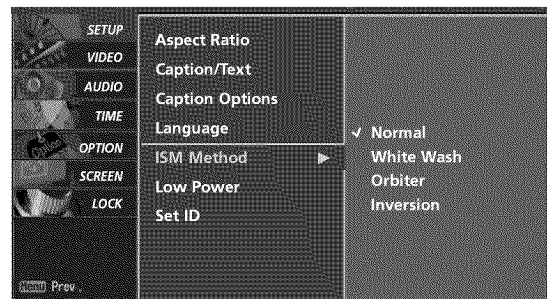 SETUP
VIDEO
AUDIO
TIME
OPTION
SCREEN
LOCK
Menu Prev.
Aspect Ratio
Caption/Text
Caption Options
Language
ISM Method
Low Power
Set ID
✓ Normal
White Wash
Orbiter
Inversion